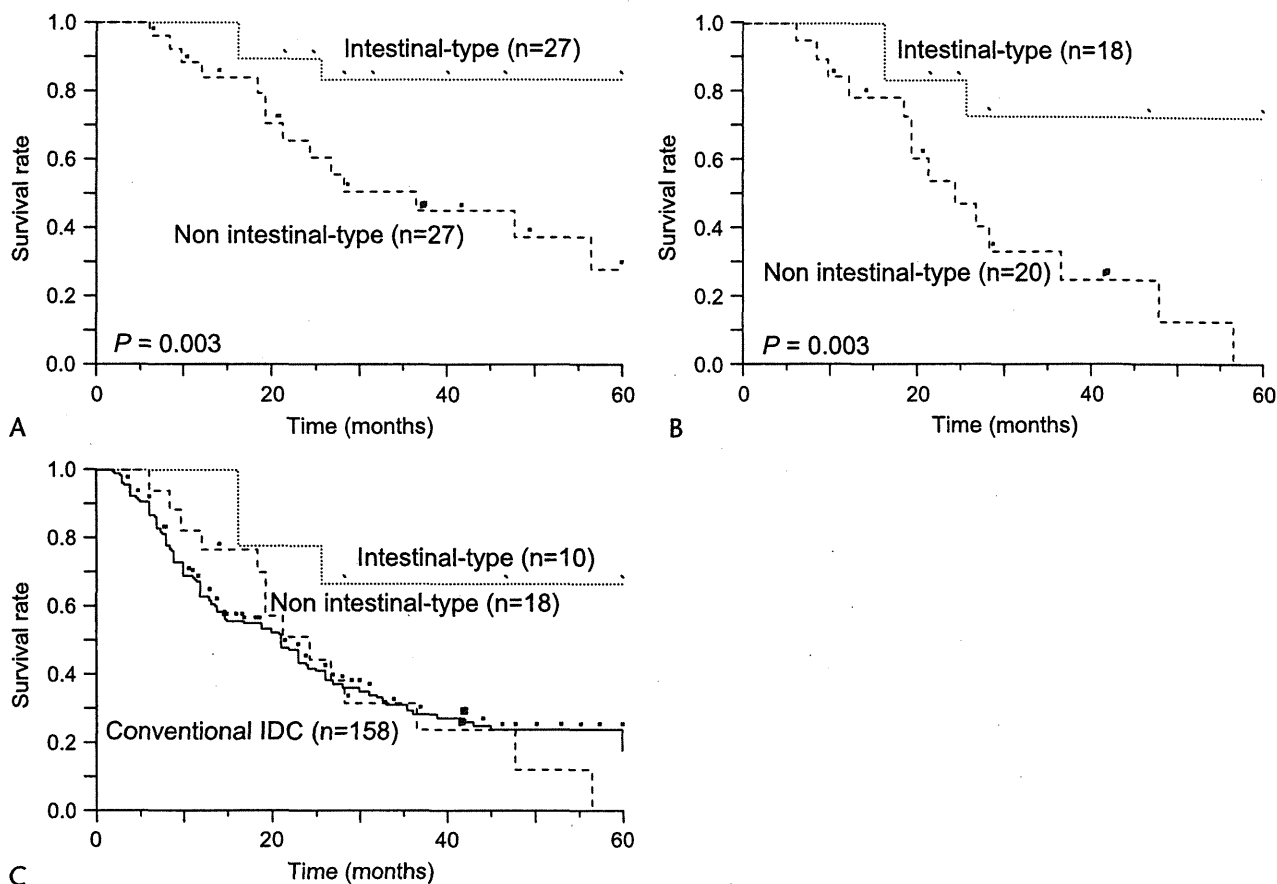 1.0
0.8
0.6
0.4
0.2
0.0
Survival rate
Intestinal-type (n=27)
Non intestinal-type (n=27)
P = 0.003
0
20
40
60
Time (months)
A
1.0
0.8
0.6
0.4
0.2
0.0
Survival rate
Intestinal-type (n=18)
Non intestinal-type (n=20)
P = 0.003
0
20
40
60
Time (months)
B
1.0
0.8
0.6
0.4
0.2
0.0
Survival rate
Intestinal-type (n=10)
Non intestinal-type (n=18)
Conventional IDC (n=158)
0
20
40
60
Time (months)
C